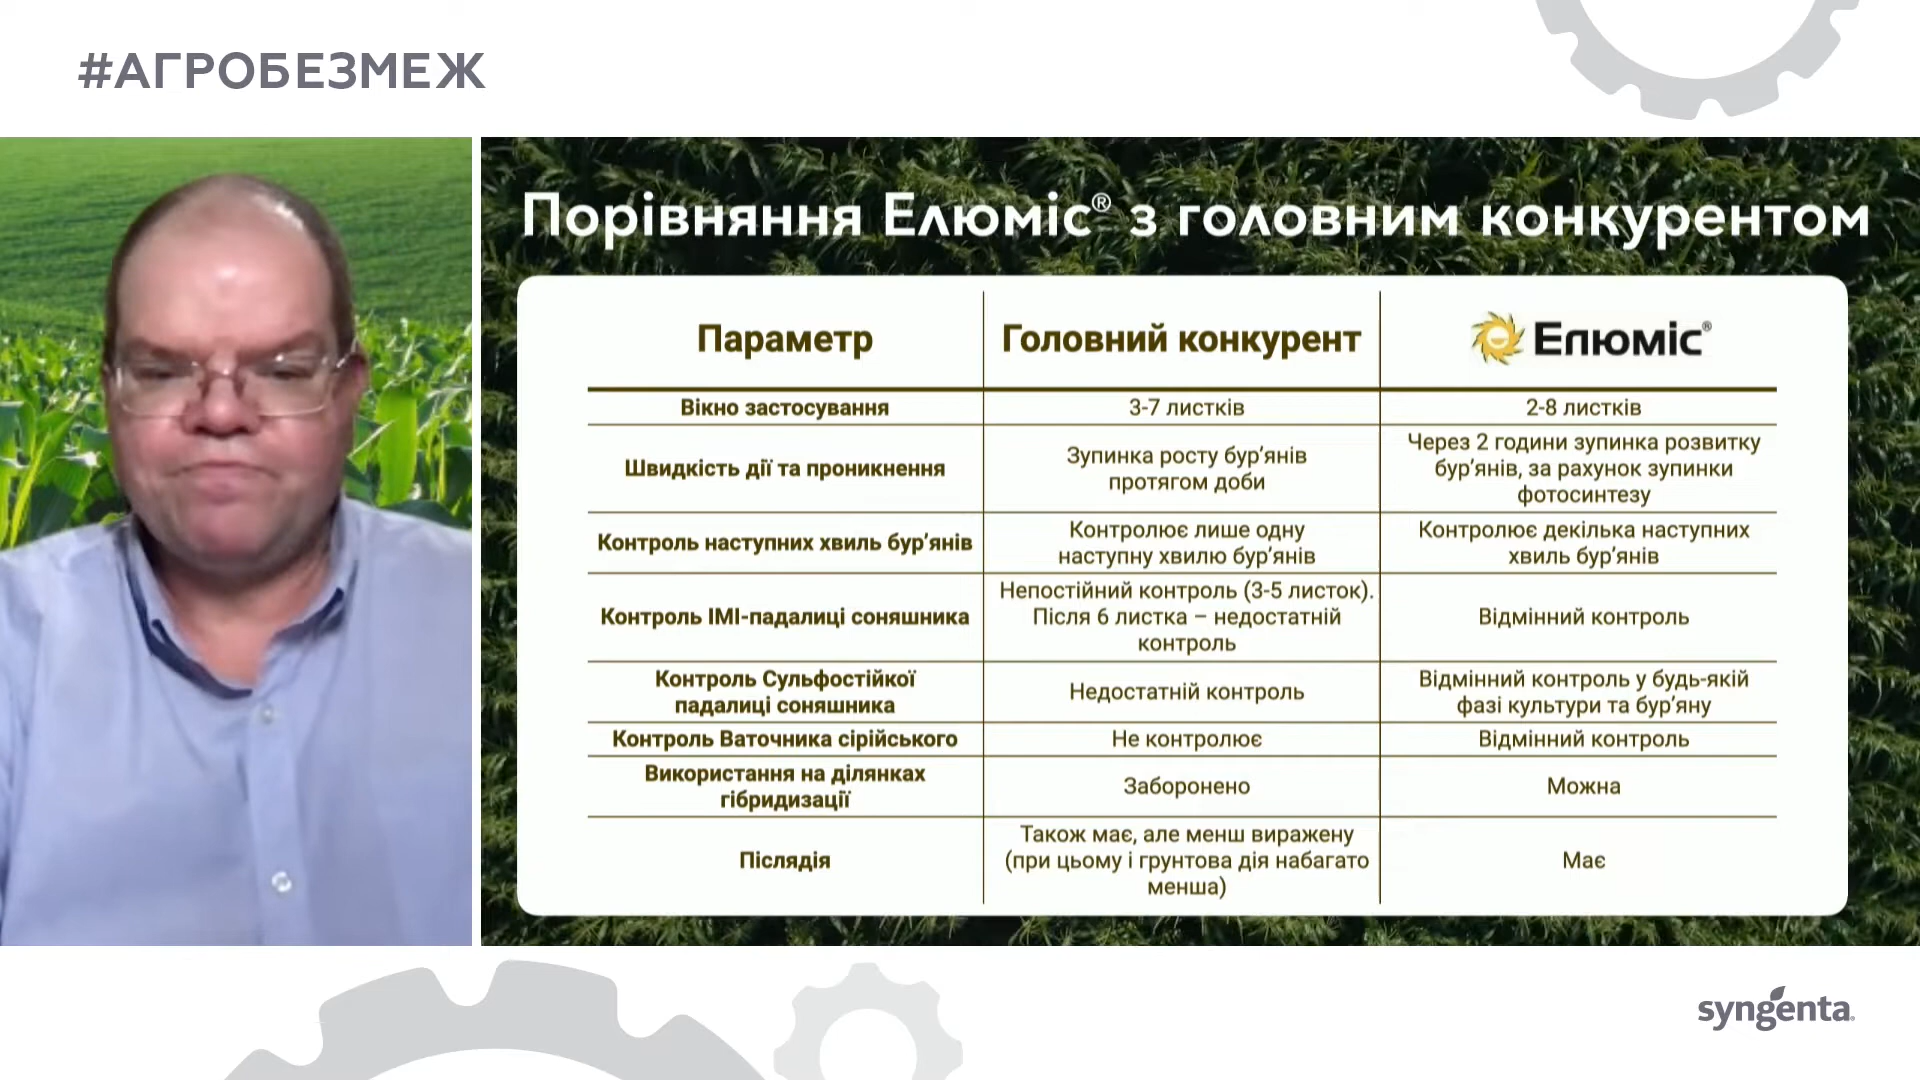 #АГРОБЕЗМЕЖ
Порівняння Елюміс® з головним конкурентом
Параметр
Головний конкурент
Елюміс®
Вікно застосування
3-7 листків
2-8 листків
Швидкість дії та проникнення
Зупинка росту бур’янів
протягом доби
Через 2 години зупинка розвитку
бур’янів, за рахунок зупинки
фотосинтезу
Контроль наступних хвиль бур’янів
Контролює лише одну
наступну хвилю бур’янів
Контролює декілька наступних
хвиль бур’янів
Контроль ІМІ-падалиці соняшника
Непостійний контроль (3-5 листок).
Після 6 листка – недостатній
контроль
Відмінний контроль
Контроль Сульфостійкої
падалиці соняшника
Недостатній контроль
Відмінний контроль у будь-якій
фазі культури та бур’яну
Контроль Ваточника сірійського
Не контролює
Відмінний контроль
Використання на ділянках
гібридизації
Заборонено
Можна
Післядія
Також має, але менш виражену
(при цьому і грунтова дія набагато
менша)
Має
syngenta